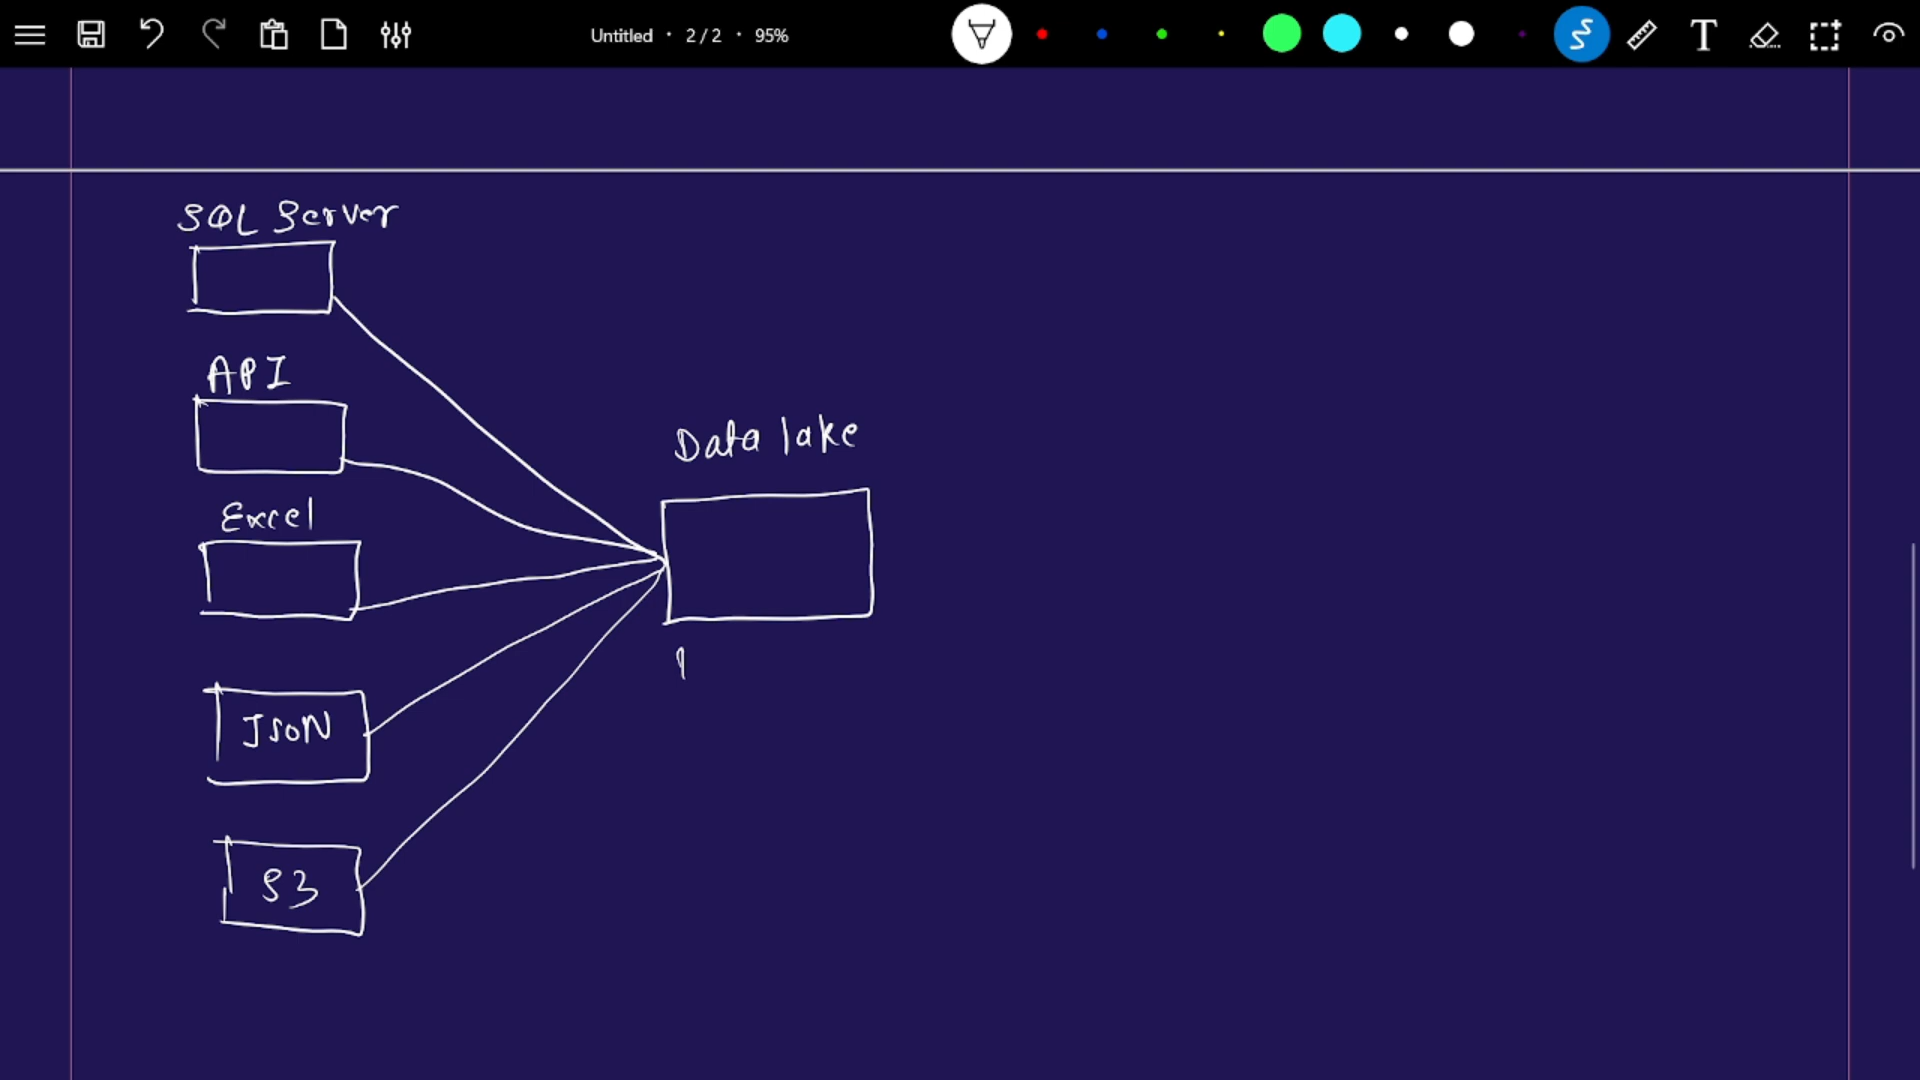 Untitled • 2 / 2 • 95%
SQL Server
API
Excel
JSON
S3
Data lake